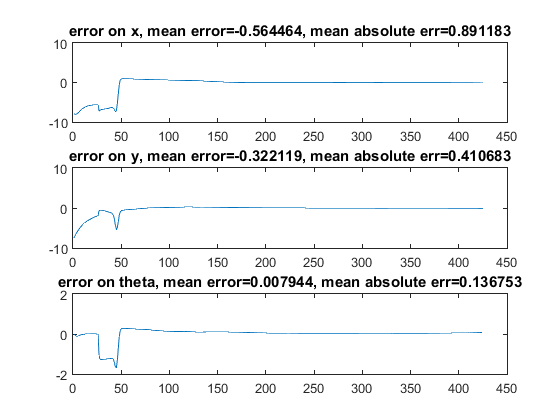 error on x, mean error=-0.564464, mean absolute err=0.891183
10
0
-10
0 50 100 150 200 250 300 350 400 450
error on y, mean error=-0.322119, mean absolute err=0.410683
10
0
-10
0 50 100 150 200 250 300 350 400 450
error on theta, mean error=0.007944, mean absolute err=0.136753
2
0
-2
0 50 100 150 200 250 300 350 400 450